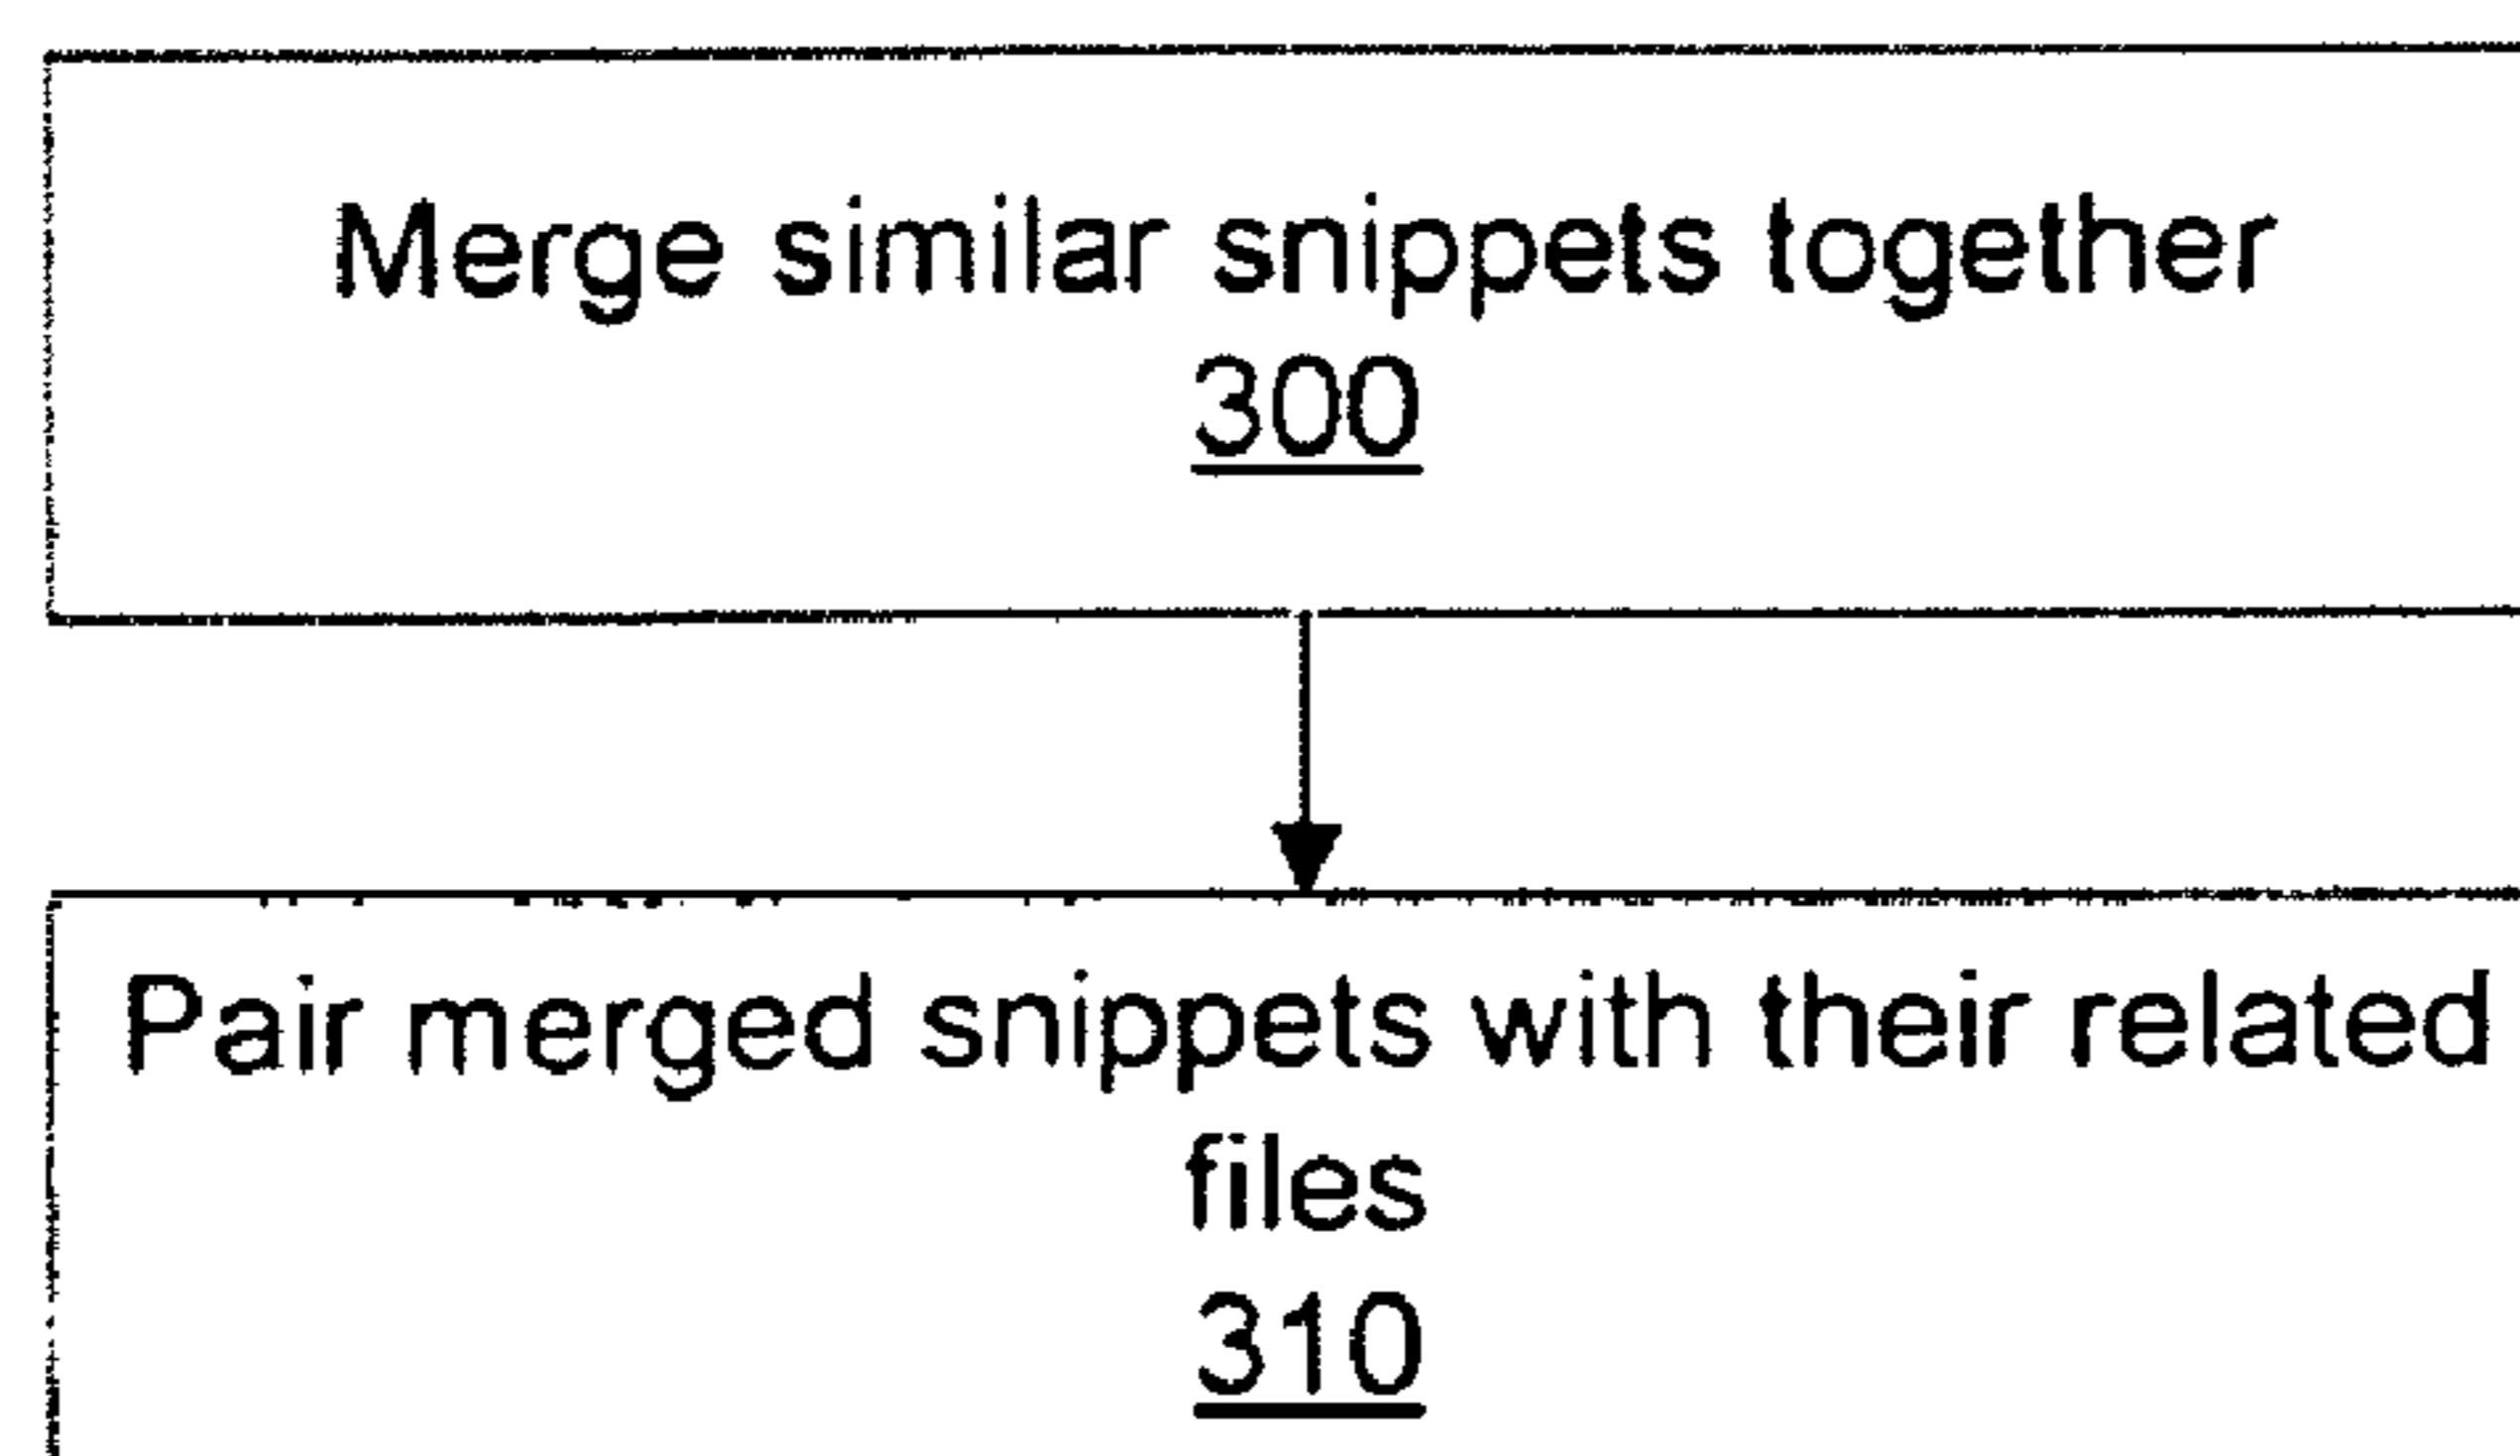 Merge similar snippets together
300
Pair merged snippets with their related
files
310